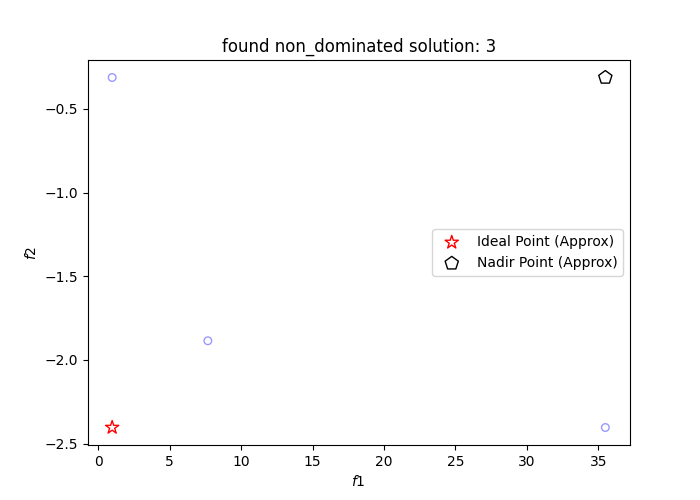 found non_dominated solution: 3
f2
−0.5
−1.0
−1.5
−2.0
−2.5
Ideal Point (Approx)
Nadir Point (Approx)
0 5 10 15 20 25 30 35
f1